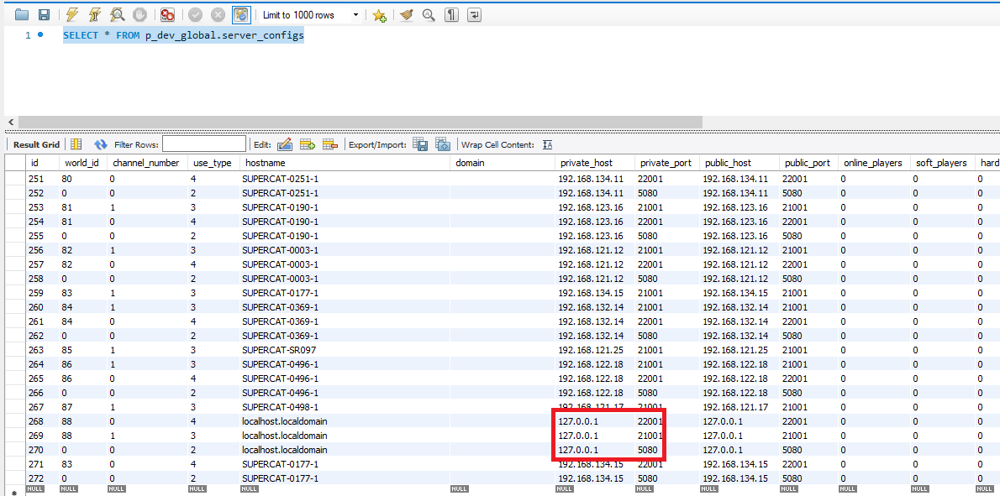 Limit to 1000 rows
1 SELECT * FROM p_dev_global.server_configs
Result Grid Filter Rows: Edit: Export/Import: Wrap Cell Content: IA
id world_id channel_number use_type hostname domain private_host private_port public_host public_port online_players soft_players hard
251 80 0 4 SUPERCAT-0251-1 192.168.134.11 22001 192.168.134.11 22001 0 0 0
252 0 0 2 SUPERCAT-0251-1 192.168.134.11 5080 192.168.134.11 5080 0 0 0
253 81 1 3 SUPERCAT-0190-1 192.168.123.16 21001 192.168.123.16 21001 0 0 0
254 81 0 4 SUPERCAT-0190-1 192.168.123.16 22001 192.168.123.16 22001 0 0 0
255 0 0 2 SUPERCAT-0190-1 192.168.123.16 5080 192.168.123.16 5080 0 0 0
256 82 1 3 SUPERCAT-0003-1 192.168.121.12 21001 192.168.121.12 21001 0 0 0
257 82 0 4 SUPERCAT-0003-1 192.168.121.12 22001 192.168.121.12 22001 0 0 0
258 0 0 2 SUPERCAT-0003-1 192.168.121.12 5080 192.168.121.12 5080 0 0 0
259 83 1 3 SUPERCAT-0177-1 192.168.134.15 21001 192.168.134.15 21001 0 0 0
260 84 1 3 SUPERCAT-0369-1 192.168.132.14 21001 192.168.132.14 21001 0 0 0
261 84 0 4 SUPERCAT-0369-1 192.168.132.14 22001 192.168.132.14 22001 0 0 0
262 0 0 2 SUPERCAT-0369-1 192.168.132.14 5080 192.168.132.14 5080 0 0 0
263 85 1 3 SUPERCAT-SR097 192.168.121.25 21001 192.168.121.25 21001 0 0 0
264 86 1 3 SUPERCAT-0496-1 192.168.122.18 21001 192.168.122.18 21001 0 0 0
265 86 0 4 SUPERCAT-0496-1 192.168.122.18 22001 192.168.122.18 22001 0 0 0
266 0 0 2 SUPERCAT-0496-1 192.168.122.18 5080 192.168.122.18 5080 0 0 0
267 87 1 3 SUPERCAT-0498-1 192.168.121.17 21001 192.168.121.17 21001 0 0 0
268 88 0 4 localhost.localdomain 127.0.0.1 22001 127.0.0.1 22001 0 0 0
269 88 1 3 localhost.localdomain 127.0.0.1 21001 127.0.0.1 21001 0 0 0
270 0 0 2 localhost.localdomain 127.0.0.1 5080 127.0.0.1 5080 0 0 0
271 83 0 4 SUPERCAT-0177-1 192.168.134.15 22001 192.168.134.15 22001 0 0 0
272 0 0 2 SUPERCAT-0177-1 192.168.134.15 5080 192.168.134.15 5080 0 0 0
NULL NULL NULL NULL NULL NULL NULL NULL NULL NULL NULL NULL NULL